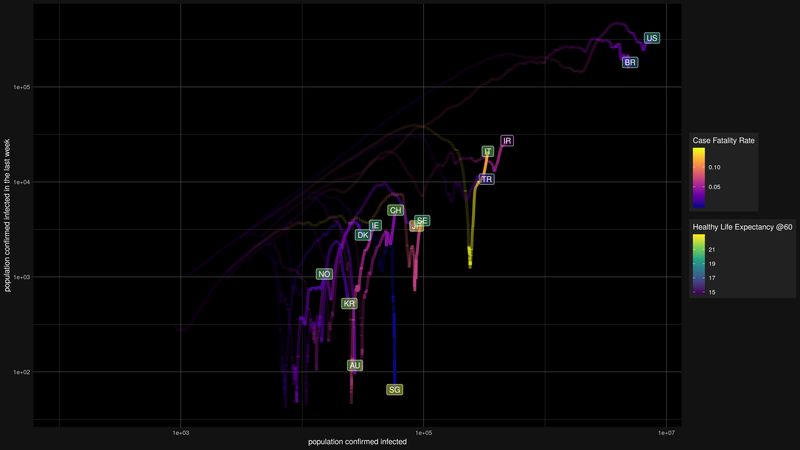 population confirmed infected in the last week
1e+05
1e+04
1e+03
1e+02
US
BR
IR
IT
TR
CH
SE
IE
DK
NO
KR
AU
SG
1e+03
1e+05
1e+07
population confirmed infected
Case Fatality Rate
0.10
0.05
Healthy Life Expectancy @60
21
19
17
15